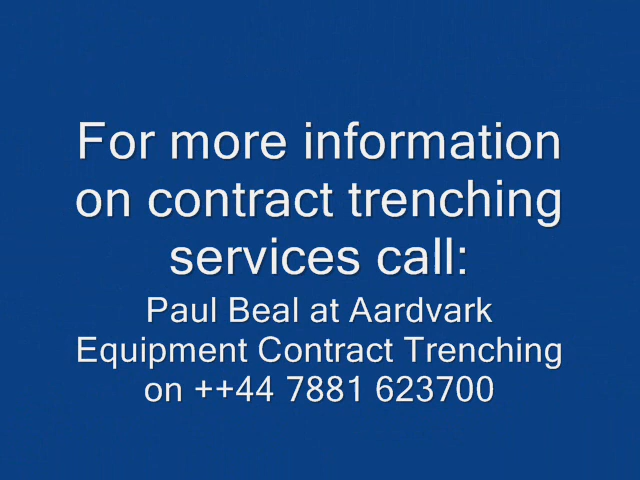 For more information
on contract trenching
services call:
Paul Beal at Aardvark
Equipment Contract Trenching
on ++44 7881 623700